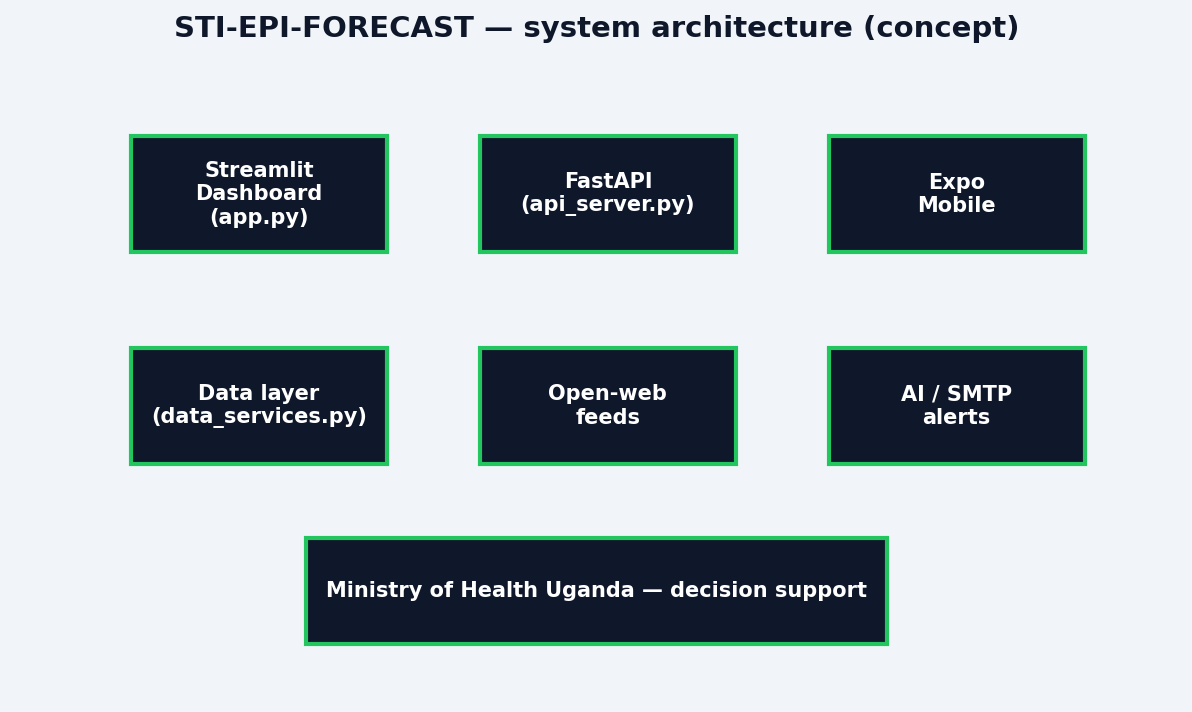 STI-EPI-FORECAST — system architecture (concept)
Streamlit
Dashboard
(app.py)
FastAPI
(api_server.py)
Expo
Mobile
Data layer
(data_services.py)
Open-web
feeds
AI / SMTP
alerts
Ministry of Health Uganda — decision support